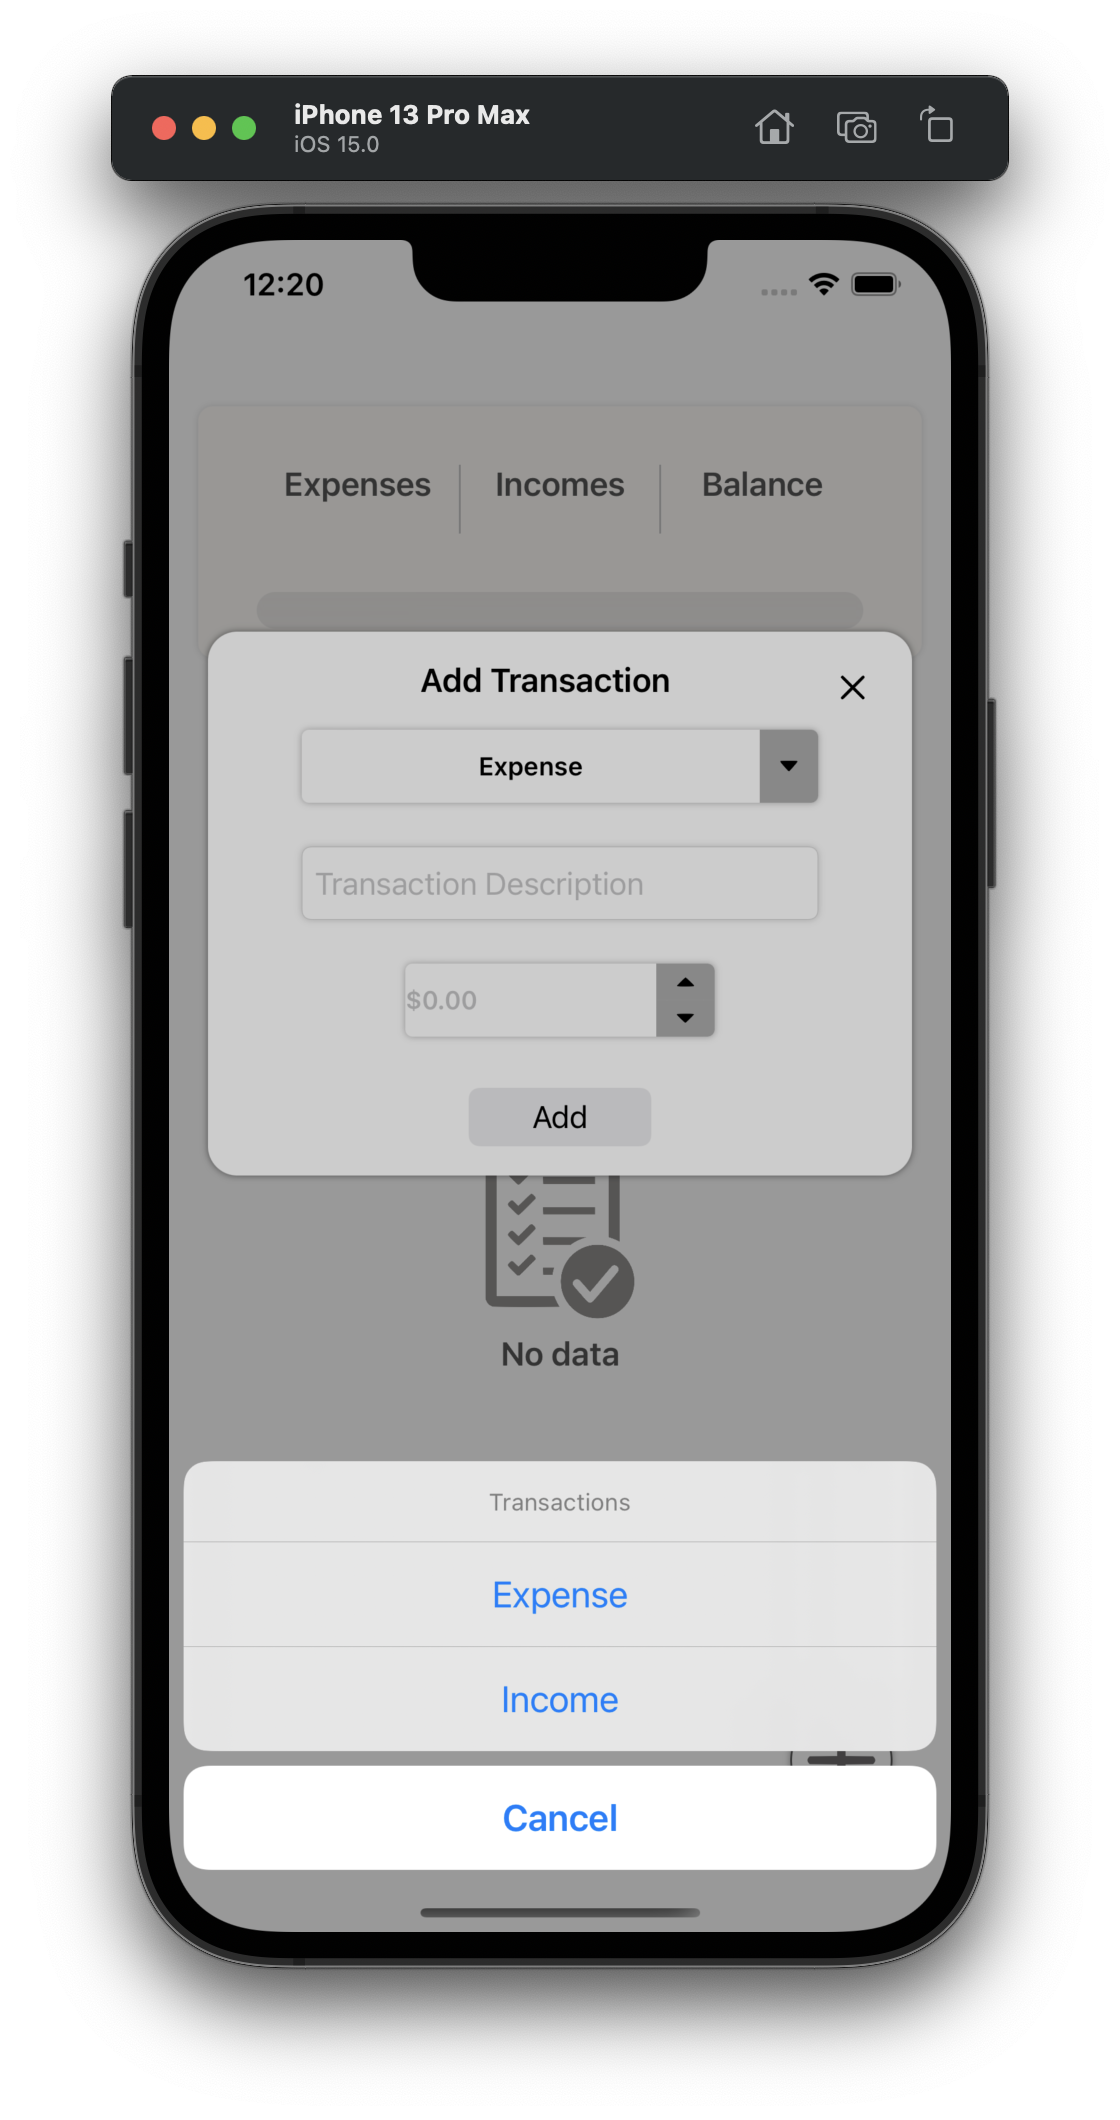 iPhone 13 Pro Max
iOS 15.0
12:20
Expenses
Incomes
Balance
Add Transaction
Expense
Transaction Description
$0.00
Add
No data
Transactions
Expense
Income
Cancel